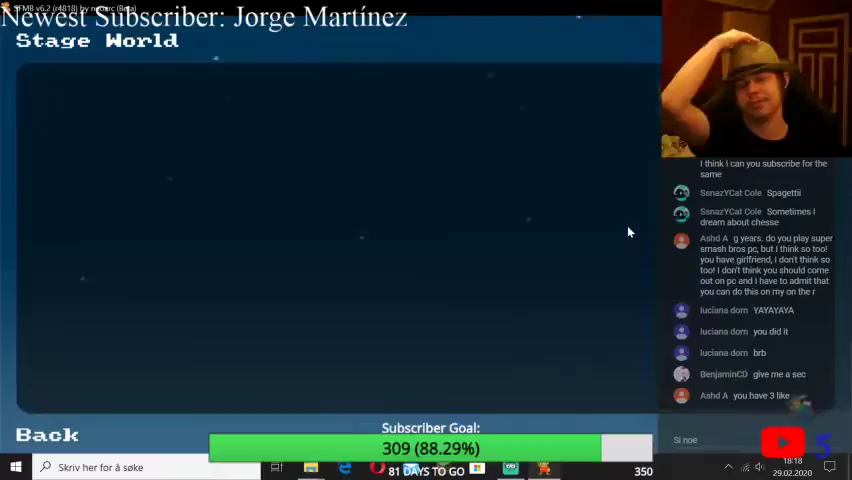 SFMB v6.2 (r4818) by
Newest Subscriber: Jorge Martínez
Stage World
I think I can you subscribe for the
same
SsnazYCat Cole Spagetii
SsnazYCat Cole Sometimes I
dream about chesse
Ashd A g years. do you play super
smash bros pc, but I think so too!
you have girlfriend, I don't think so
too! I don't think you should come
out on pc and I have to admit that
you can do this on my on the r
luciana dorn YAYAYAYA
luciana dorn you did it
luciana dorn brb
BenjaminCD give me a sec
Ashd A you have 3 like
Back
Subscriber Goal:
309 (88.29%)
81 DAYS TO GO
350
Si noe
5
Skriv her for å søke
18:18
29.02.2020